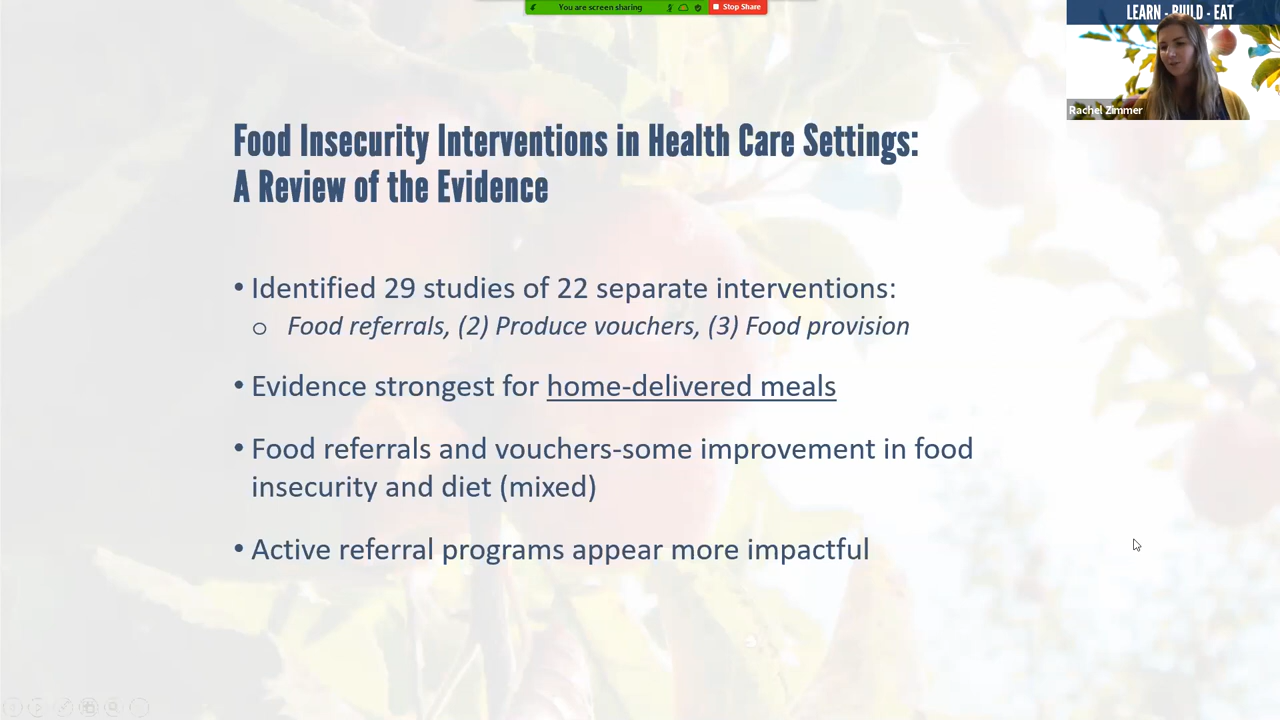 You are screen sharing
Stop Share
LEARN - BUILD - EAT
Rachel Zimmer
Food Insecurity Interventions in Health Care Settings:
A Review of the Evidence
• Identified 29 studies of 22 separate interventions:
o Food referrals, (2) Produce vouchers, (3) Food provision
• Evidence strongest for home-delivered meals
• Food referrals and vouchers-some improvement in food
insecurity and diet (mixed)
• Active referral programs appear more impactful